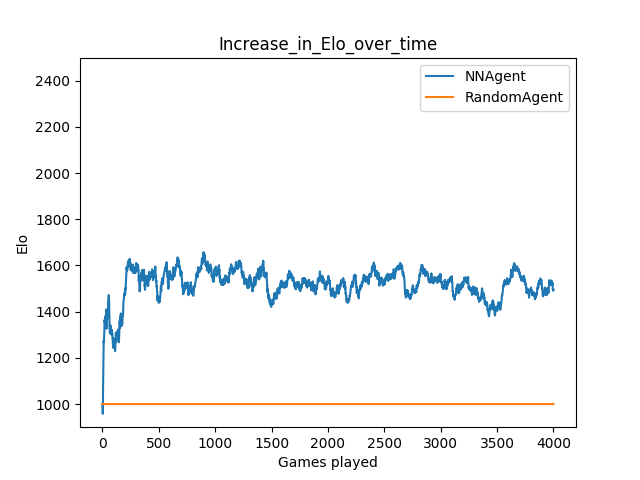 Increase_in_Elo_over_time
NNAgent
RandomAgent
2400
2200
2000
1800
1600
1400
1200
1000
Elo
0 500 1000 1500 2000 2500 3000 3500 4000
Games played